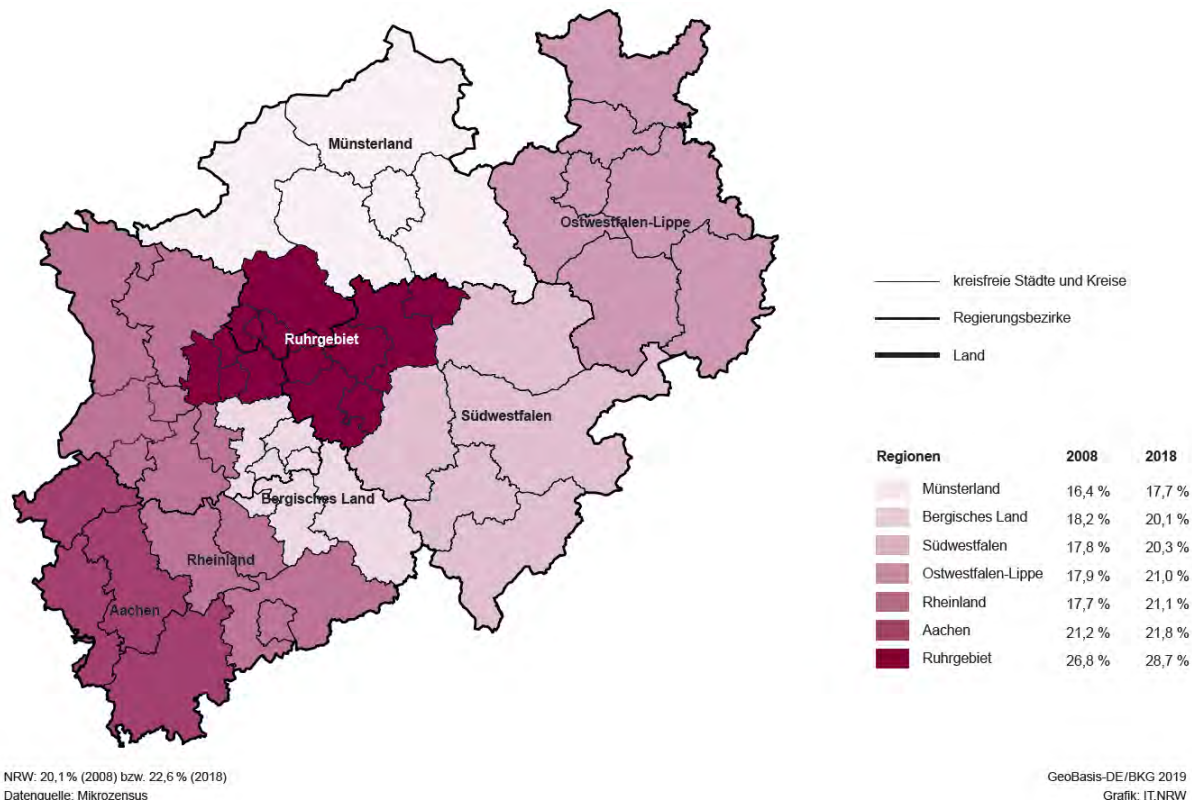 Münsterland
Ostwestfalen-Lippe
Ruhrgebiet
Südwestfalen
Bergisches Land
Rheinland
Aachen
kreisfreie Städte und Kreise
Regierungsbezirke
Land
Regionen 2008 2018
Münsterland 16,4 % 17,7 %
Bergisches Land 18,2 % 20,1 %
Südwestfalen 17,8 % 20,3 %
Ostwestfalen-Lippe 17,9 % 21,0 %
Rheinland 17,7 % 21,1 %
Aachen 21,2 % 21,8 %
Ruhrgebiet 26,8 % 28,7 %
NRW: 20,1% (2008) bzw. 22,6 % (2018)
Datenquelle: Mikrozensus
GeoBasis-DE/BKG 2019
Grafik: IT.NRW